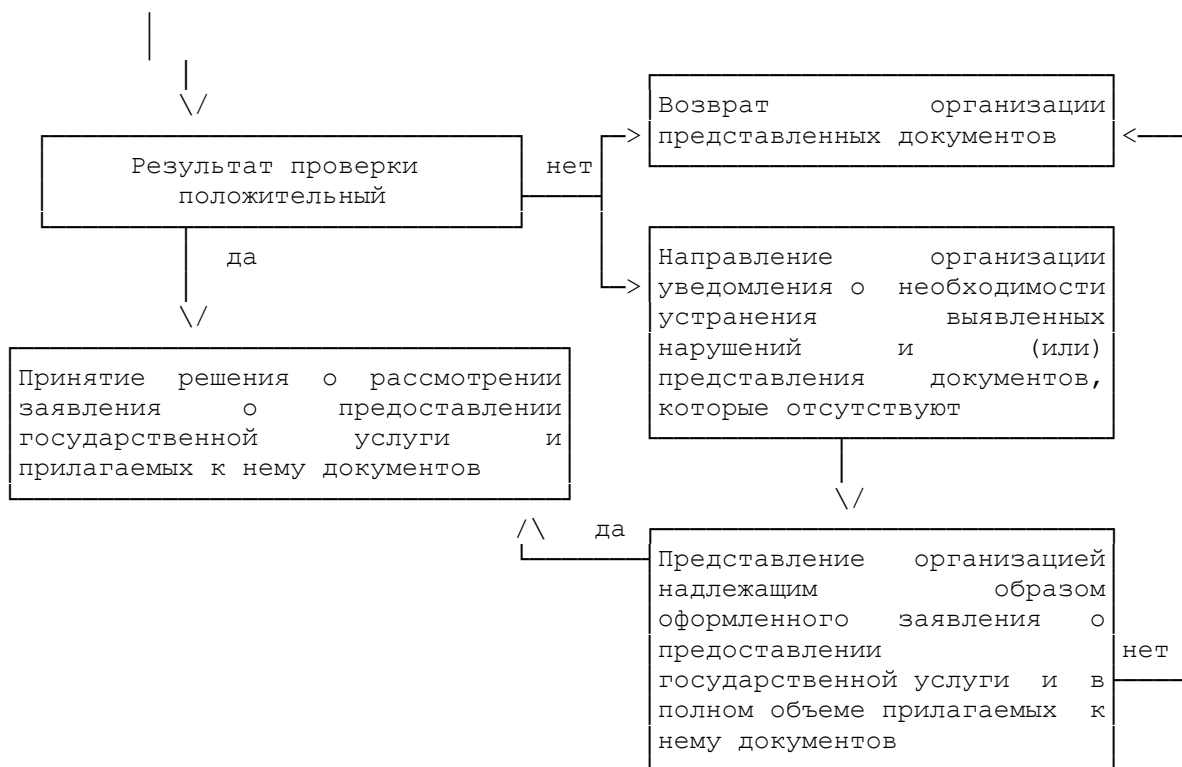 Возврат организации
представленных документов
Результат проверки
положительный
нет
да
Направление организации
уведомления о необходимости
устранения выявленных
нарушений и (или)
представления документов,
которые отсутствуют
Принятие решения о рассмотрении
заявления о предоставлении
государственной услуги и
прилагаемых к нему документов
да
Представление организацией
надлежащим образом
оформленного заявления о
предоставлении
государственной услуги и в
полном объеме прилагаемых к
нему документов
нет